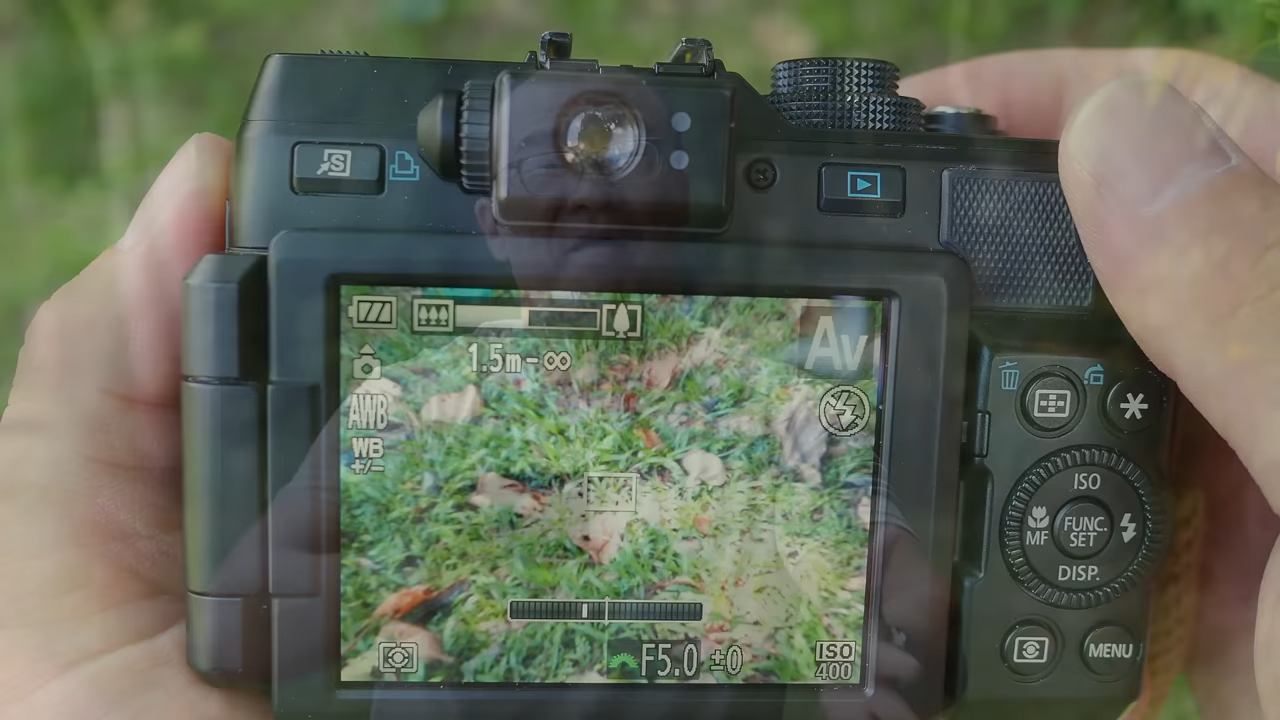 S
1.5m-∞
Av
AWB
WB
+/-
ISO
MF
FUNC.
SET
DISP.
F5.0 ±0
ISO
400
MENU